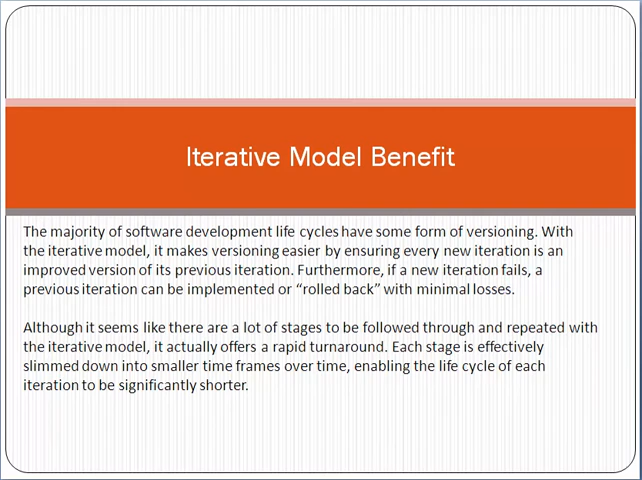 Iterative Model Benefit
The majority of software development life cycles have some form of versioning. With
the iterative model, it makes versioning easier by ensuring every new iteration is an
improved version of its previous iteration. Furthermore, if a new iteration fails, a
previous iteration can be implemented or “rolled back” with minimal losses.
Although it seems like there are a lot of stages to be followed through and repeated with
the iterative model, it actually offers a rapid turnaround. Each stage is effectively
slimmed down into smaller time frames over time, enabling the life cycle of each
iteration to be significantly shorter.